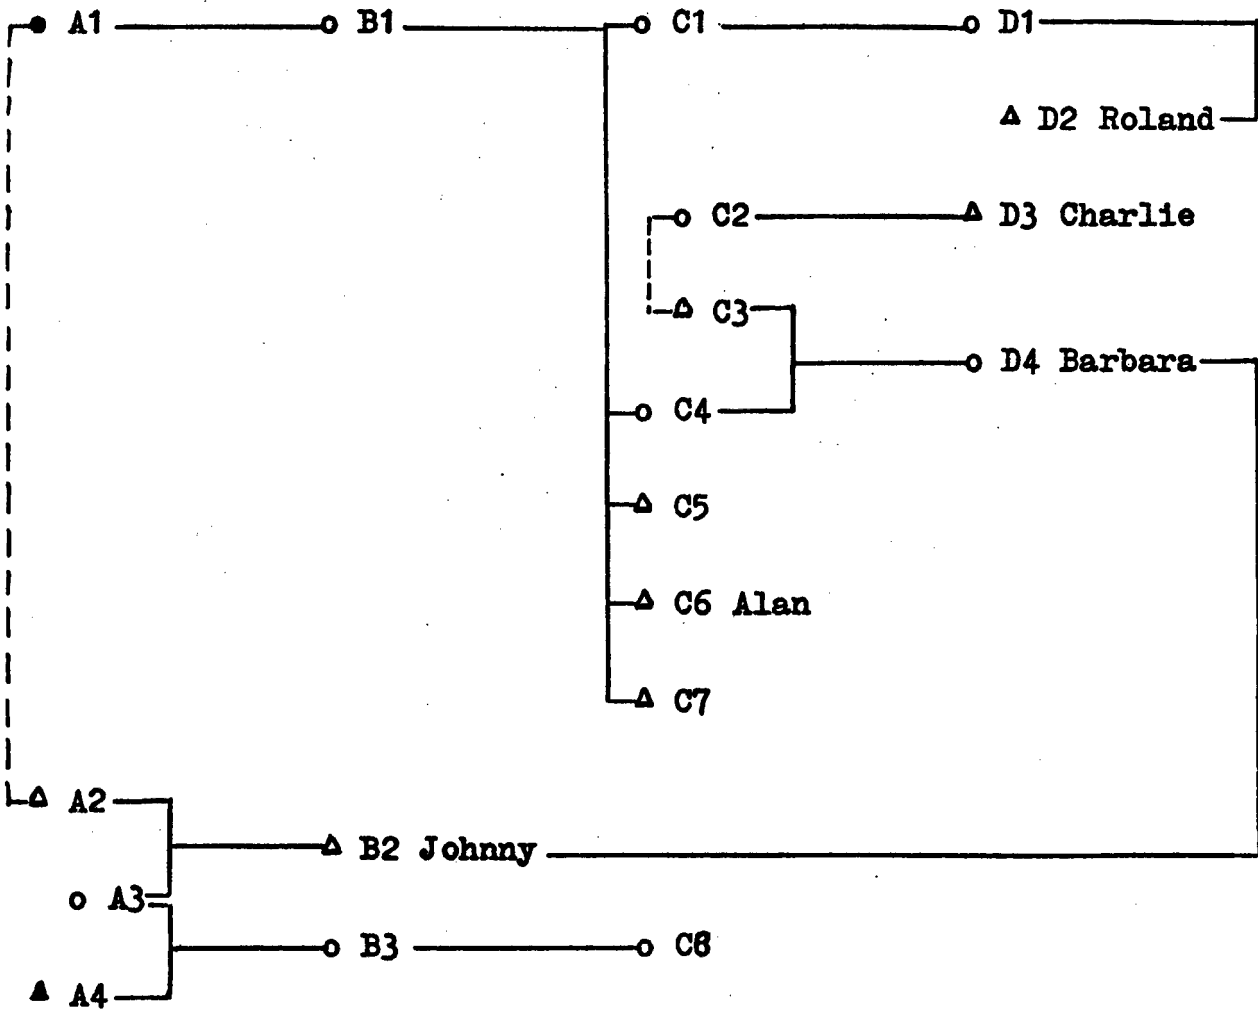 A1 B1 C1 D1
D2 Roland
C2 D3 Charlie
C3
D4 Barbara
C4
C5
C6 Alan
C7
A2
B2 Johnny
A3
B3 C8
A4